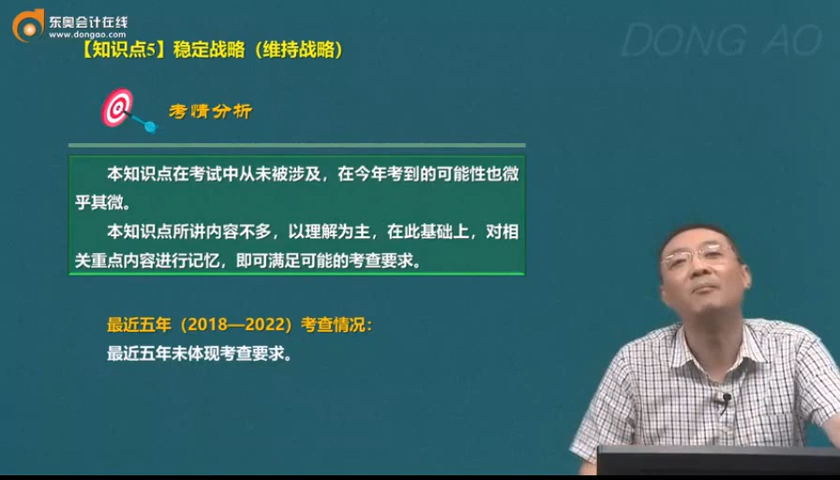 东奥会计在线
www.dongao.com
DONG AO
【知识点5】稳定战略（维持战略）
考情分析
本知识点在考试中从未被涉及，在今年考到的可能性也微
乎其微。
本知识点所讲内容不多，以理解为主，在此基础上，对相
关重点内容进行记忆，即可满足可能的考查要求。
最近五年（2018—2022）考查情况：
最近五年未体现考查要求。